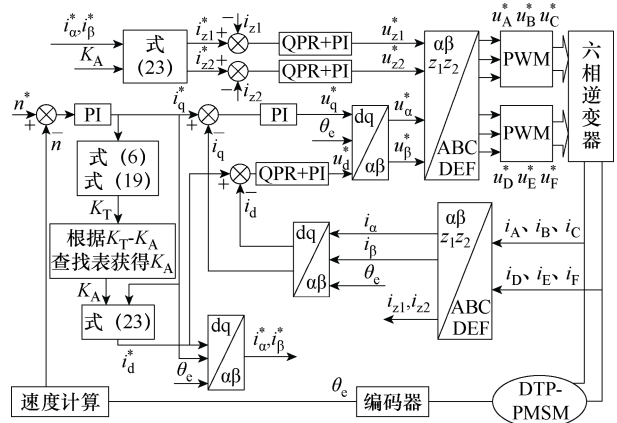 i*α,i*β
KA
式
(23)
i*z1
+
−
iz1
i*z2
+
−
iz2
QPR+PI
QPR+PI
u*z1
u*z2
αβ
z1z2
ABC
DEF
u*A u*B u*C
PWM
PWM
u*D u*E u*F
六相逆变器
n*
+
−
n
PI
i*q
+
−
iq
PI
u*q
θe
u*d
dq
αβ
u*α
u*β
+
−
id
QPR+PI
式 (6)
式 (19)
KT
根据KT-KA
查找表获得KA
KA
式 (23)
i*d
dq
αβ
iα
iβ
θe
αβ
z1z2
ABC
DEF
iA、iB、iC
iD、iE、iF
iz1,iz2
dq
αβ
θe
i*α,i*β
速度计算
θe
编码器
DTP-
PMSM